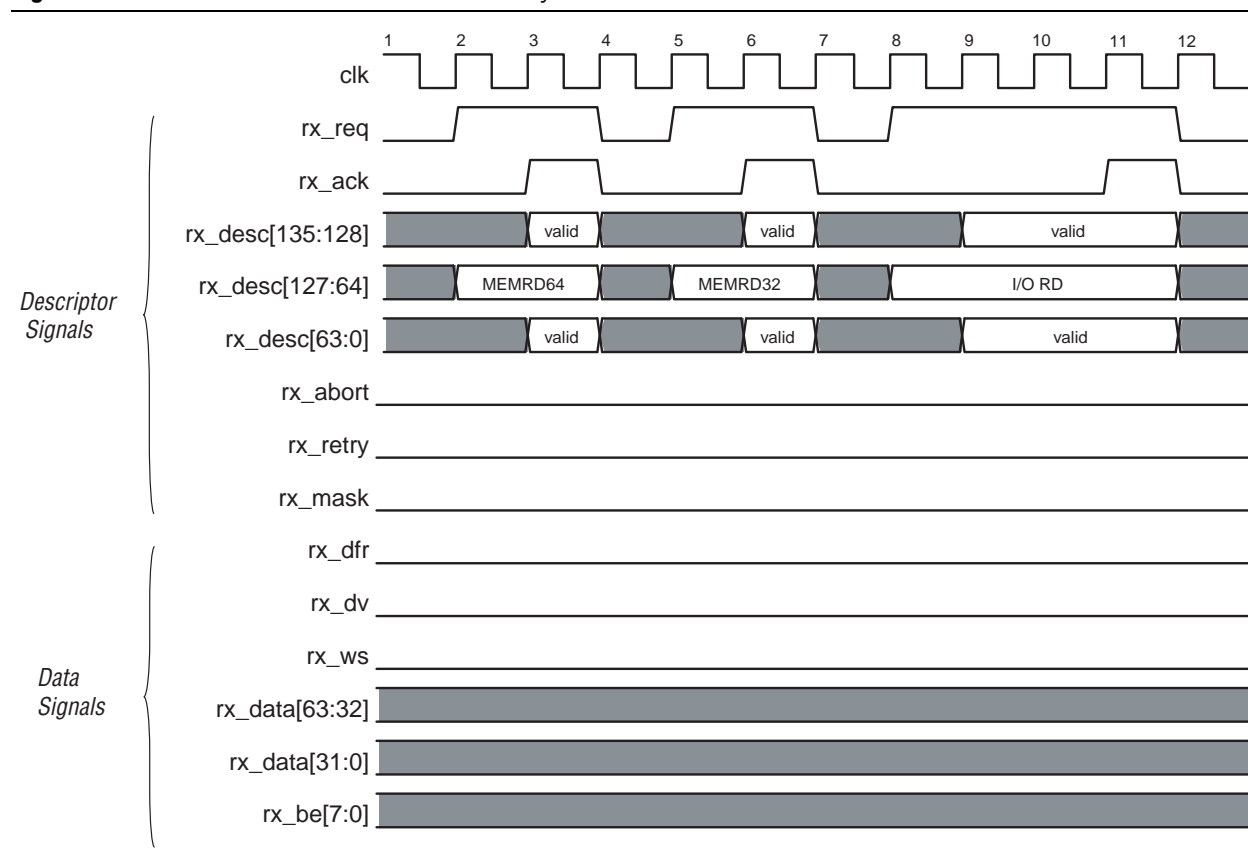 1 2 3 4 5 6 7 8 9 10 11 12
clk
rx_req
rx_ack
rx_desc[135:128] valid valid valid
rx_desc[127:64] MEMRD64 MEMRD32 I/O RD
rx_desc[63:0] valid valid valid
rx_abort
rx_retry
rx_mask
Descriptor
Signals
rx_dfr
rx_dv
rx_ws
rx_data[63:32]
rx_data[31:0]
rx_be[7:0]
Data
Signals